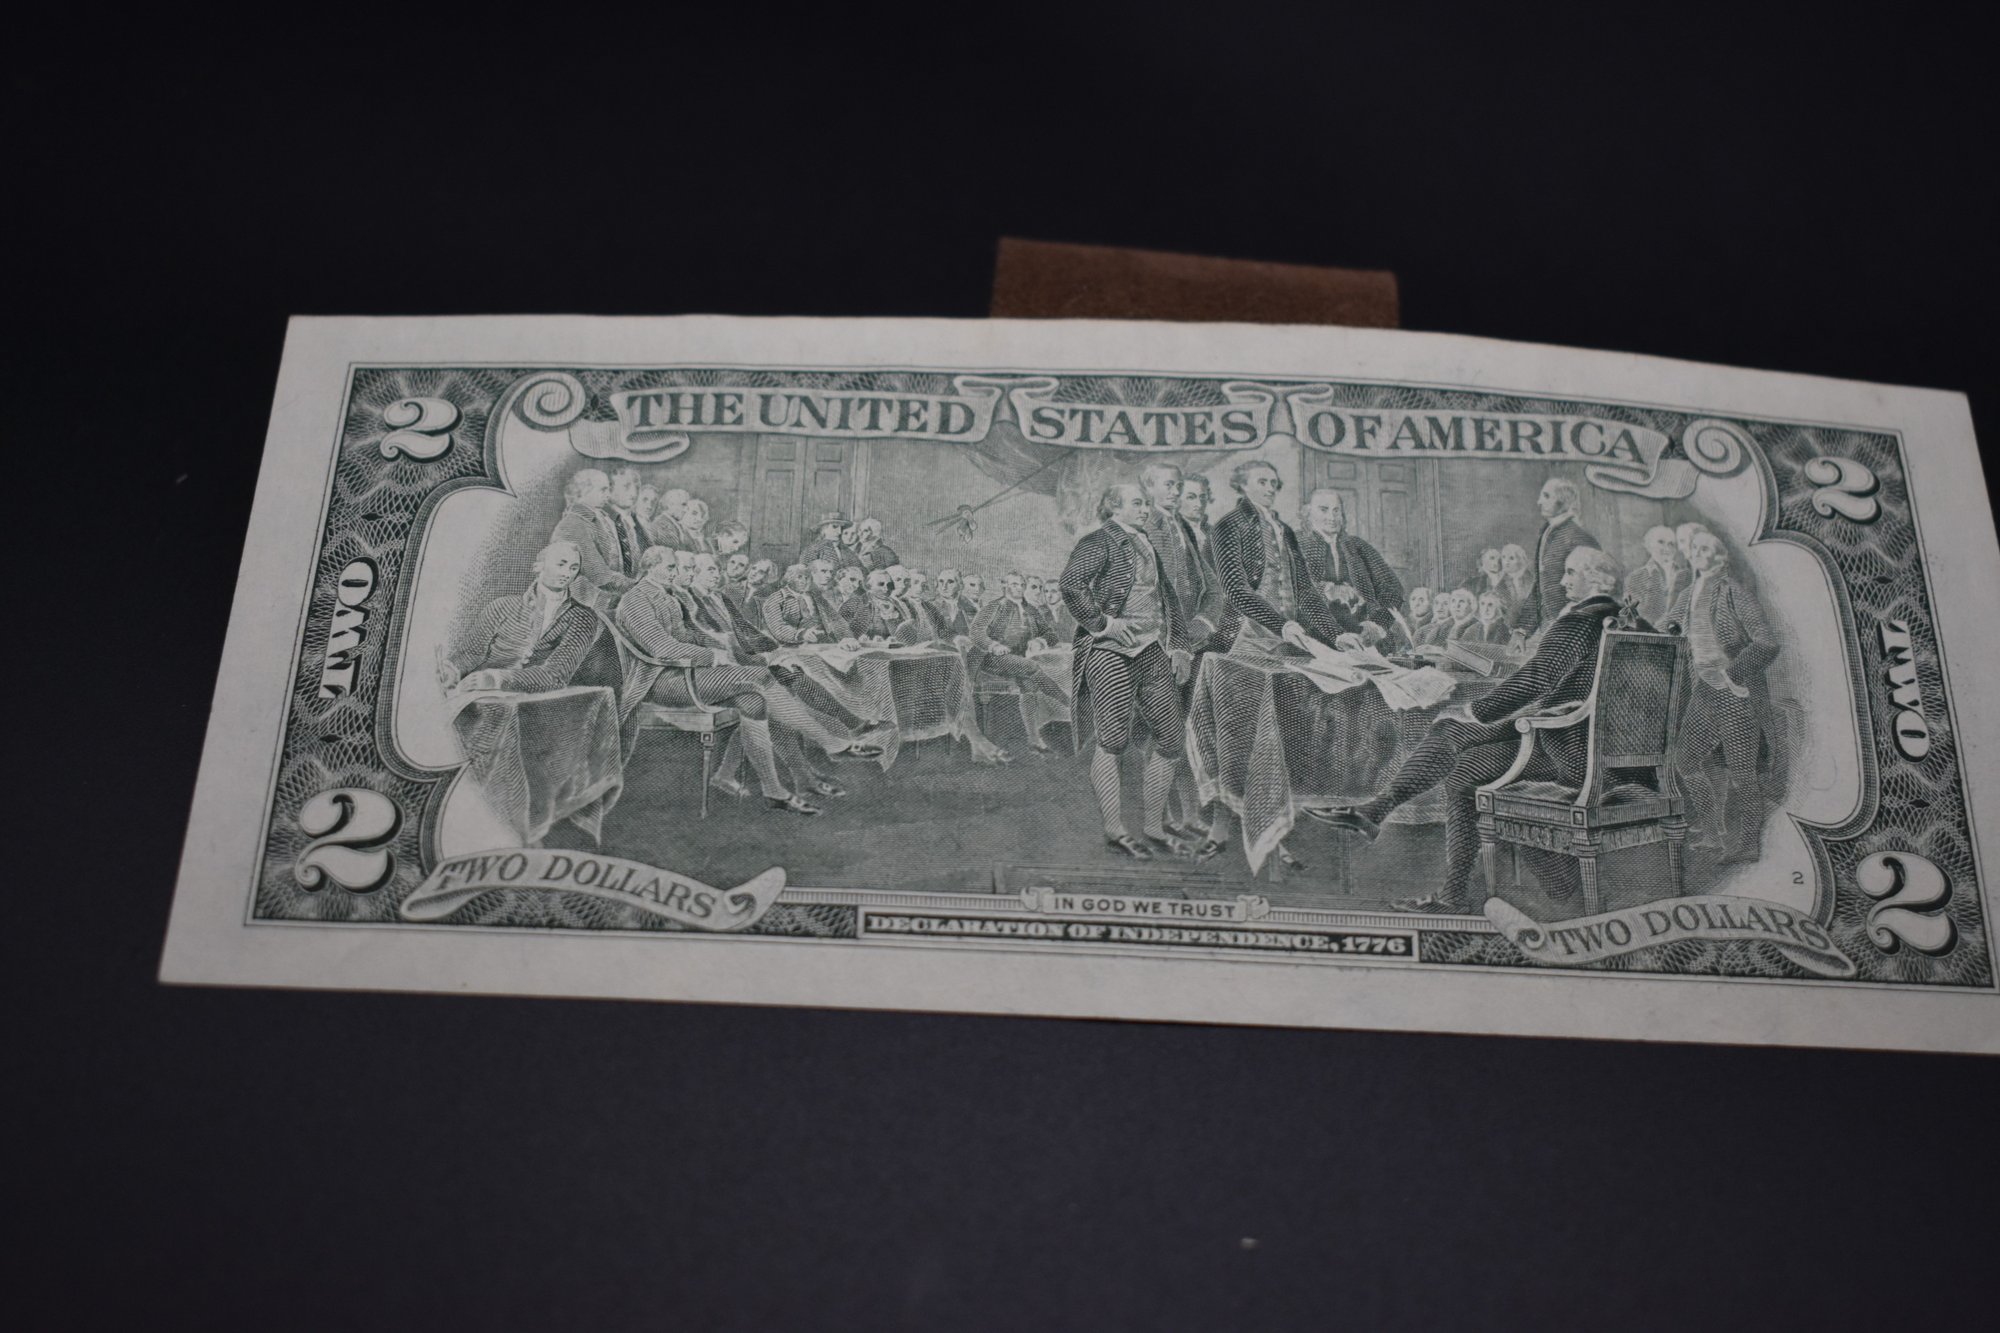 2
THE UNITED STATES OF AMERICA
2
TWO
TWO
2
TWO DOLLARS
IN GOD WE TRUST
DECLARATION OF INDEPENDENCE, 1776
2
TWO DOLLARS
2